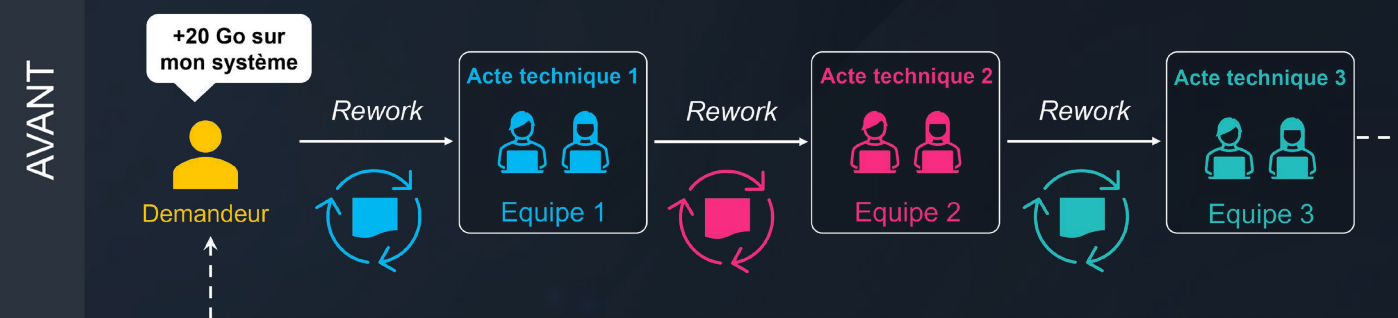 AVANT
+20 Go sur
mon système
Demandeur
Rework
Acte technique 1
Equipe 1
Rework
Acte technique 2
Equipe 2
Rework
Acte technique 3
Equipe 3